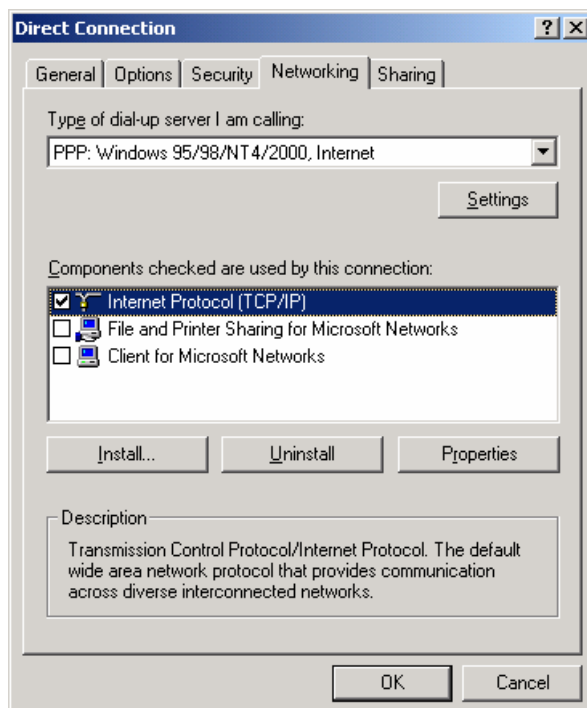 Direct Connection
General Options Security Networking Sharing
Type of dial-up server I am calling:
PPP: Windows 95/98/NT4/2000, Internet
Settings
Components checked are used by this connection:
Internet Protocol (TCP/IP)
File and Printer Sharing for Microsoft Networks
Client for Microsoft Networks
Install... Uninstall Properties
Description
Transmission Control Protocol/Internet Protocol. The default
wide area network protocol that provides communication
across diverse interconnected networks.
OK Cancel